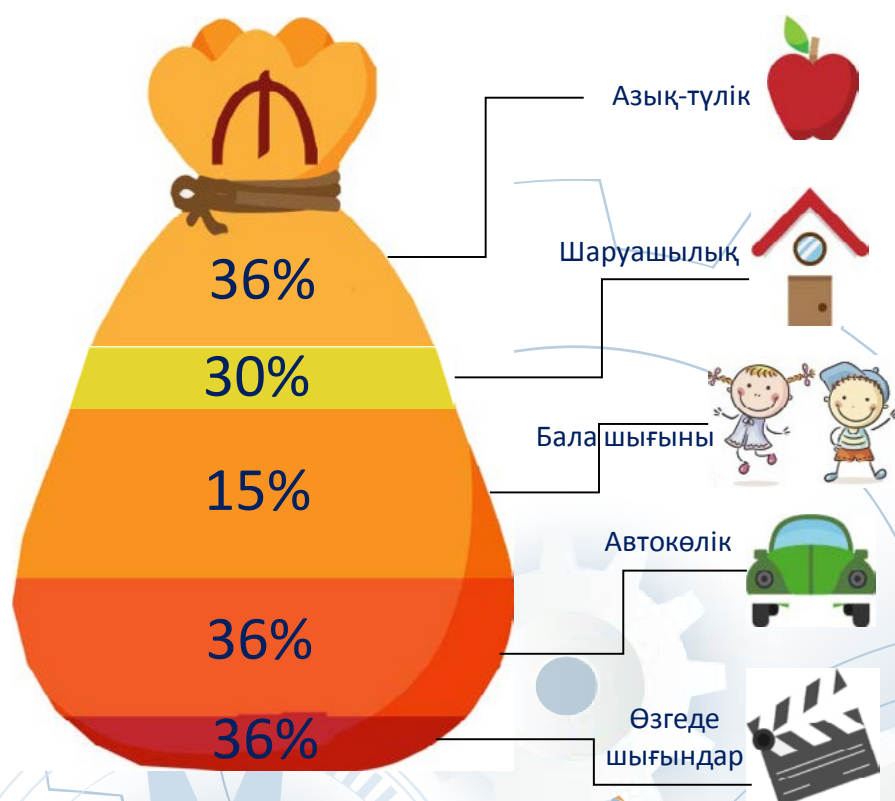 Азық-түлік
36%
Шаруашылық
30%
Бала шығыны
15%
Автокөлік
36%
Өзгеде
шығындар
36%